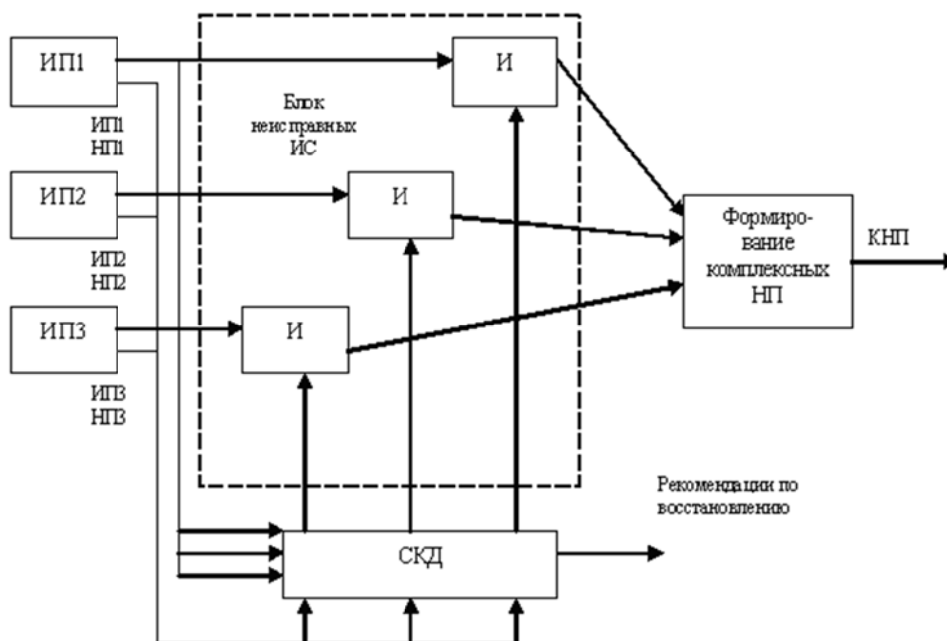 ИП1
И
Блок
неисправных
ИС
ИП1
НП1
ИП2
И
Формиро-
вание
комплексных
НП
КНП
ИП2
НП2
ИП3
И
ИП3
НП3
Рекомендации по
восстановлению
СКД